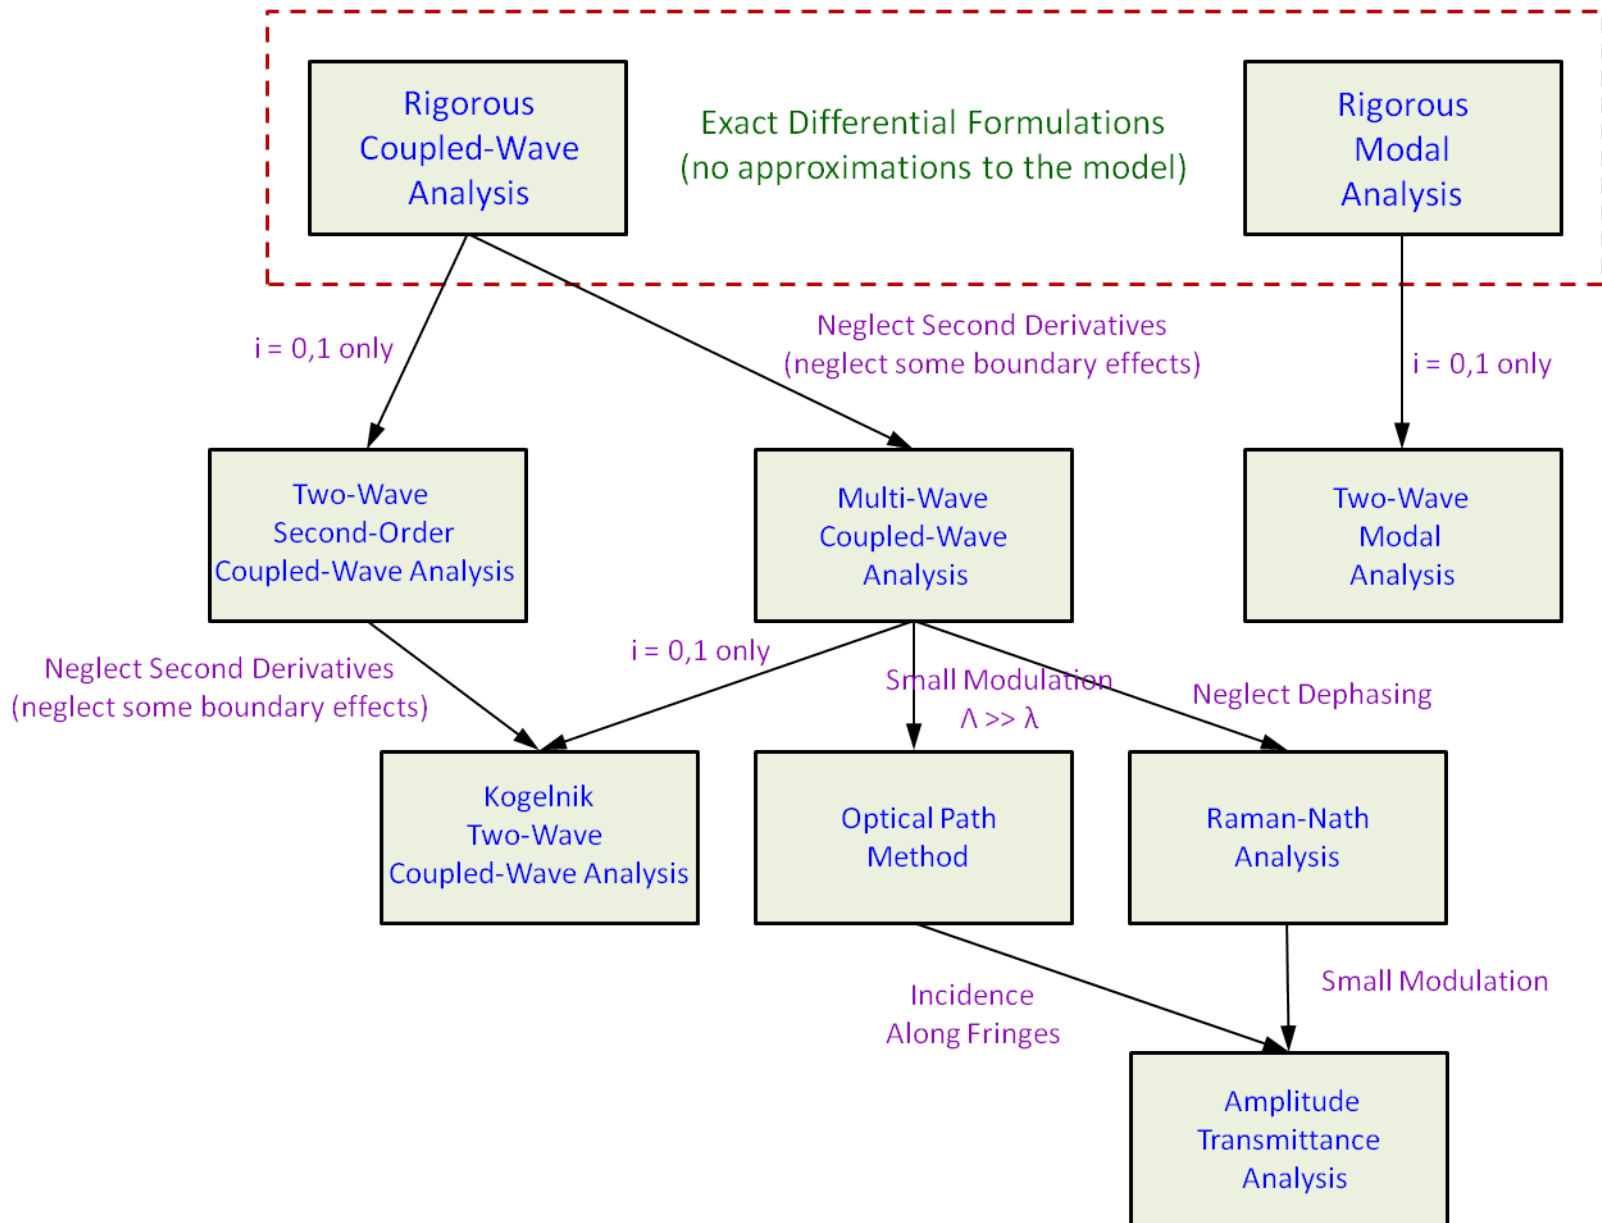 Rigorous
Coupled-Wave
Analysis
Exact Differential Formulations
(no approximations to the model)
Rigorous
Modal
Analysis
i = 0,1 only
Neglect Second Derivatives
(neglect some boundary effects)
i = 0,1 only
Two-Wave
Second-Order
Coupled-Wave Analysis
Multi-Wave
Coupled-Wave
Analysis
Two-Wave
Modal
Analysis
Neglect Second Derivatives
(neglect some boundary effects)
i = 0,1 only
Small Modulation
Λ >> λ
Neglect Dephasing
Kogelnik
Two-Wave
Coupled-Wave Analysis
Optical Path
Method
Raman-Nath
Analysis
Incidence
Along Fringes
Small Modulation
Amplitude
Transmittance
Analysis